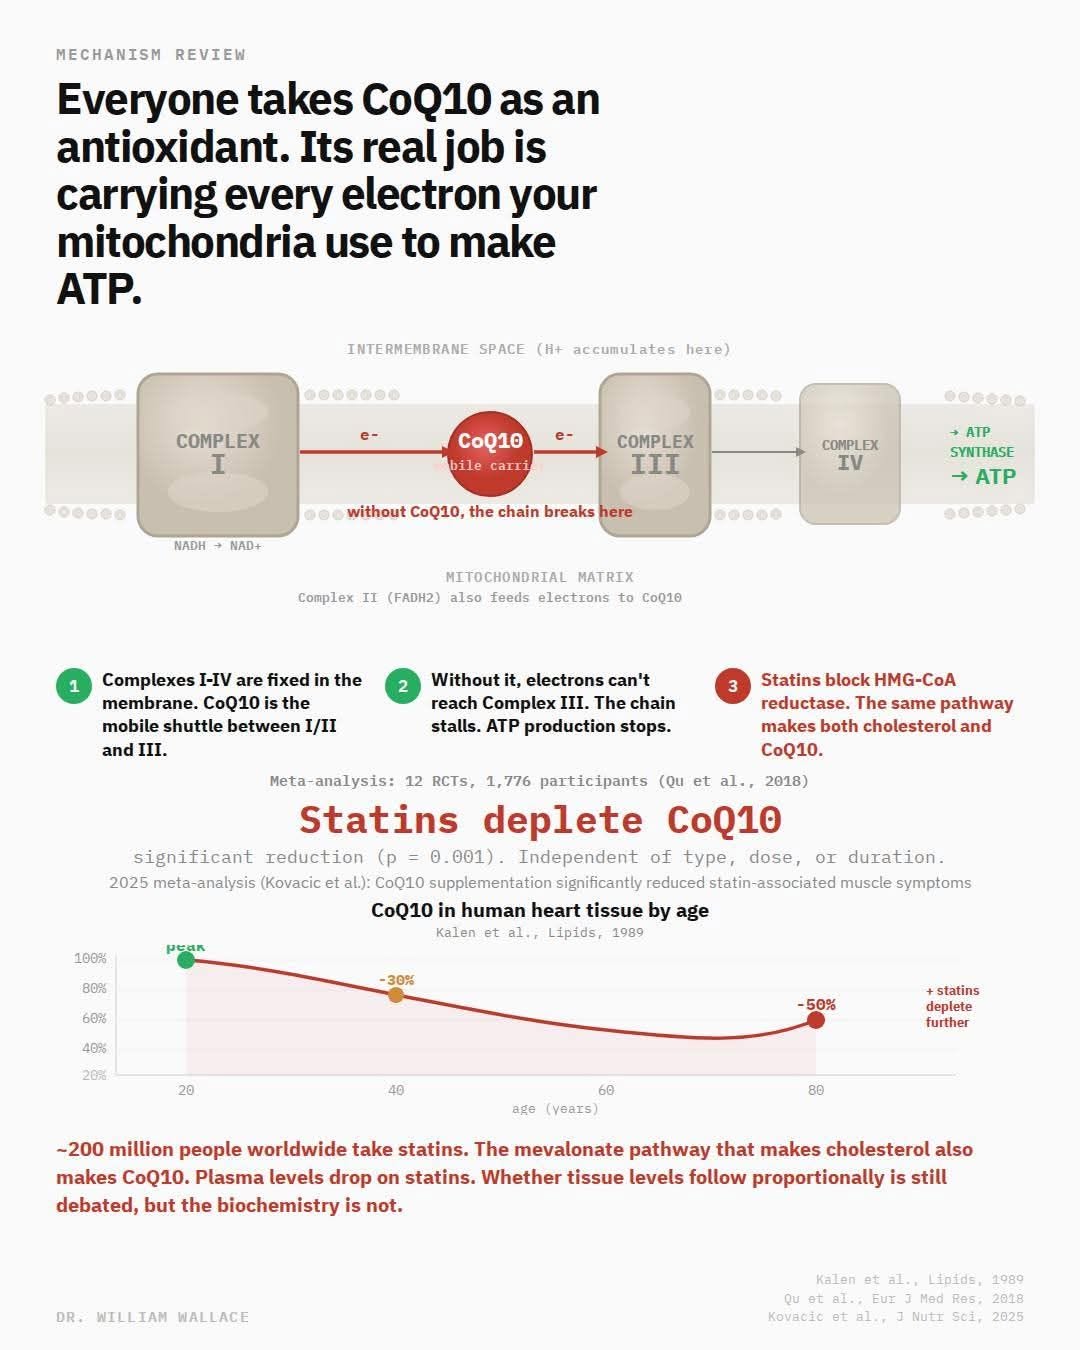 MECHANISM REVIEW
Everyone takes CoQ10 as an
antioxidant. Its real job is
carrying every electron your
mitochondria use to make
ATP.
INTERMEMBRANE SPACE (H+ accumulates here)
COMPLEX
I
e-
CoQ10
mobile carrier
e-
COMPLEX
III
COMPLEX
IV
→ ATP
SYNTHASE
→ ATP
without CoQ10, the chain breaks here
NADH → NAD+
MITOCHONDRIAL MATRIX
Complex II (FADH2) also feeds electrons to CoQ10
1
Complexes I-IV are fixed in the
membrane. CoQ10 is the
mobile shuttle between I/II
and III.
2
Without it, electrons can't
reach Complex III. The chain
stalls. ATP production stops.
3
Statins block HMG-CoA
reductase. The same pathway
makes both cholesterol and
CoQ10.
Meta-analysis: 12 RCTs, 1,776 participants (Qu et al., 2018)
Statins deplete CoQ10
significant reduction (p = 0.001). Independent of type, dose, or duration.
2025 meta-analysis (Kovacic et al.): CoQ10 supplementation significantly reduced statin-associated muscle symptoms
CoQ10 in human heart tissue by age
Kalen et al., Lipids, 1989
peak
100%
80%
60%
40%
20%
-30%
-50%
+ statins
deplete
further
20
40
60
80
age (years)
~200 million people worldwide take statins. The mevalonate pathway that makes cholesterol also
makes CoQ10. Plasma levels drop on statins. Whether tissue levels follow proportionally is still
debated, but the biochemistry is not.
Kalen et al., Lipids, 1989
Qu et al., Eur J Med Res, 2018
Kovacic et al., J Nutr Sci, 2025
DR. WILLIAM WALLACE